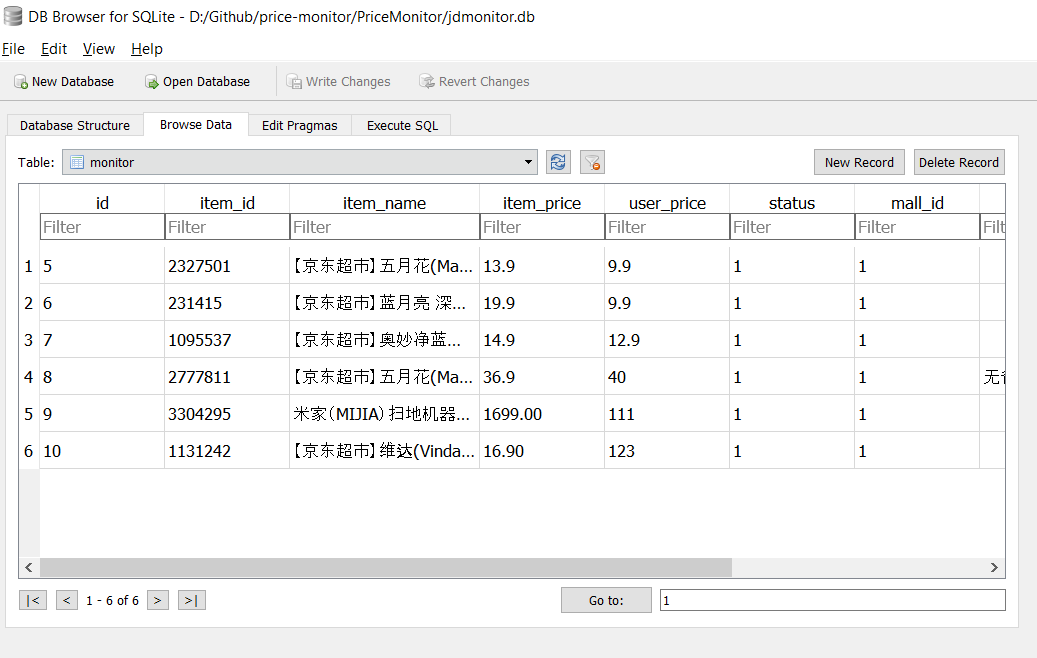 DB Browser for SQLite - D:/Github/price-monitor/PriceMonitor/jdmonitor.db
File Edit View Help
New Database Open Database Write Changes Revert Changes
Database Structure Browse Data Edit Pragmas Execute SQL
Table: monitor New Record Delete Record
id item_id item_name item_price user_price status mall_id
Filter Filter Filter Filter Filter Filter Filter Filt
1 5 2327501 【京东超市】五月花(Ma... 13.9 9.9 1 1
2 6 231415 【京东超市】蓝月亮 深... 19.9 9.9 1 1
3 7 1095537 【京东超市】奥妙净蓝... 14.9 12.9 1 1
4 8 2777811 【京东超市】五月花(Ma... 36.9 40 1 1 无
5 9 3304295 米家（MIJIA）扫地机器... 1699.00 111 1 1
6 10 1131242 【京东超市】维达(Vinda... 16.90 123 1 1
|< < 1 - 6 of 6 > >| Go to: 1